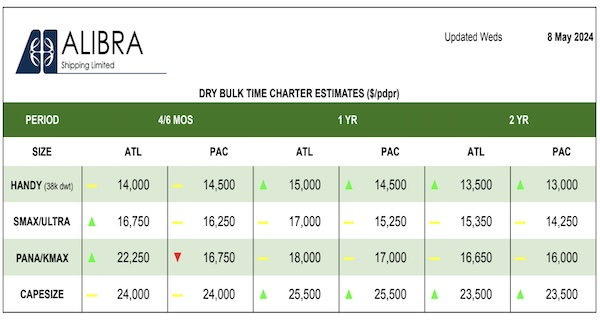 ALIBRA
Shipping Limited
Updated Weds 8 May 2024
DRY BULK TIME CHARTER ESTIMATES ($/pdpr)
PERIOD 4/6 MOS 1 YR 2 YR
SIZE ATL PAC ATL PAC ATL PAC
HANDY (38k dwt) 14,000 14,500 15,000 14,500 13,500 13,000
SMAX/ULTRA 16,750 16,250 17,000 15,250 15,350 14,250
PANA/KMAX 22,250 16,750 18,000 17,000 16,650 16,000
CAPESIZE 24,000 24,000 25,500 25,500 23,500 23,500